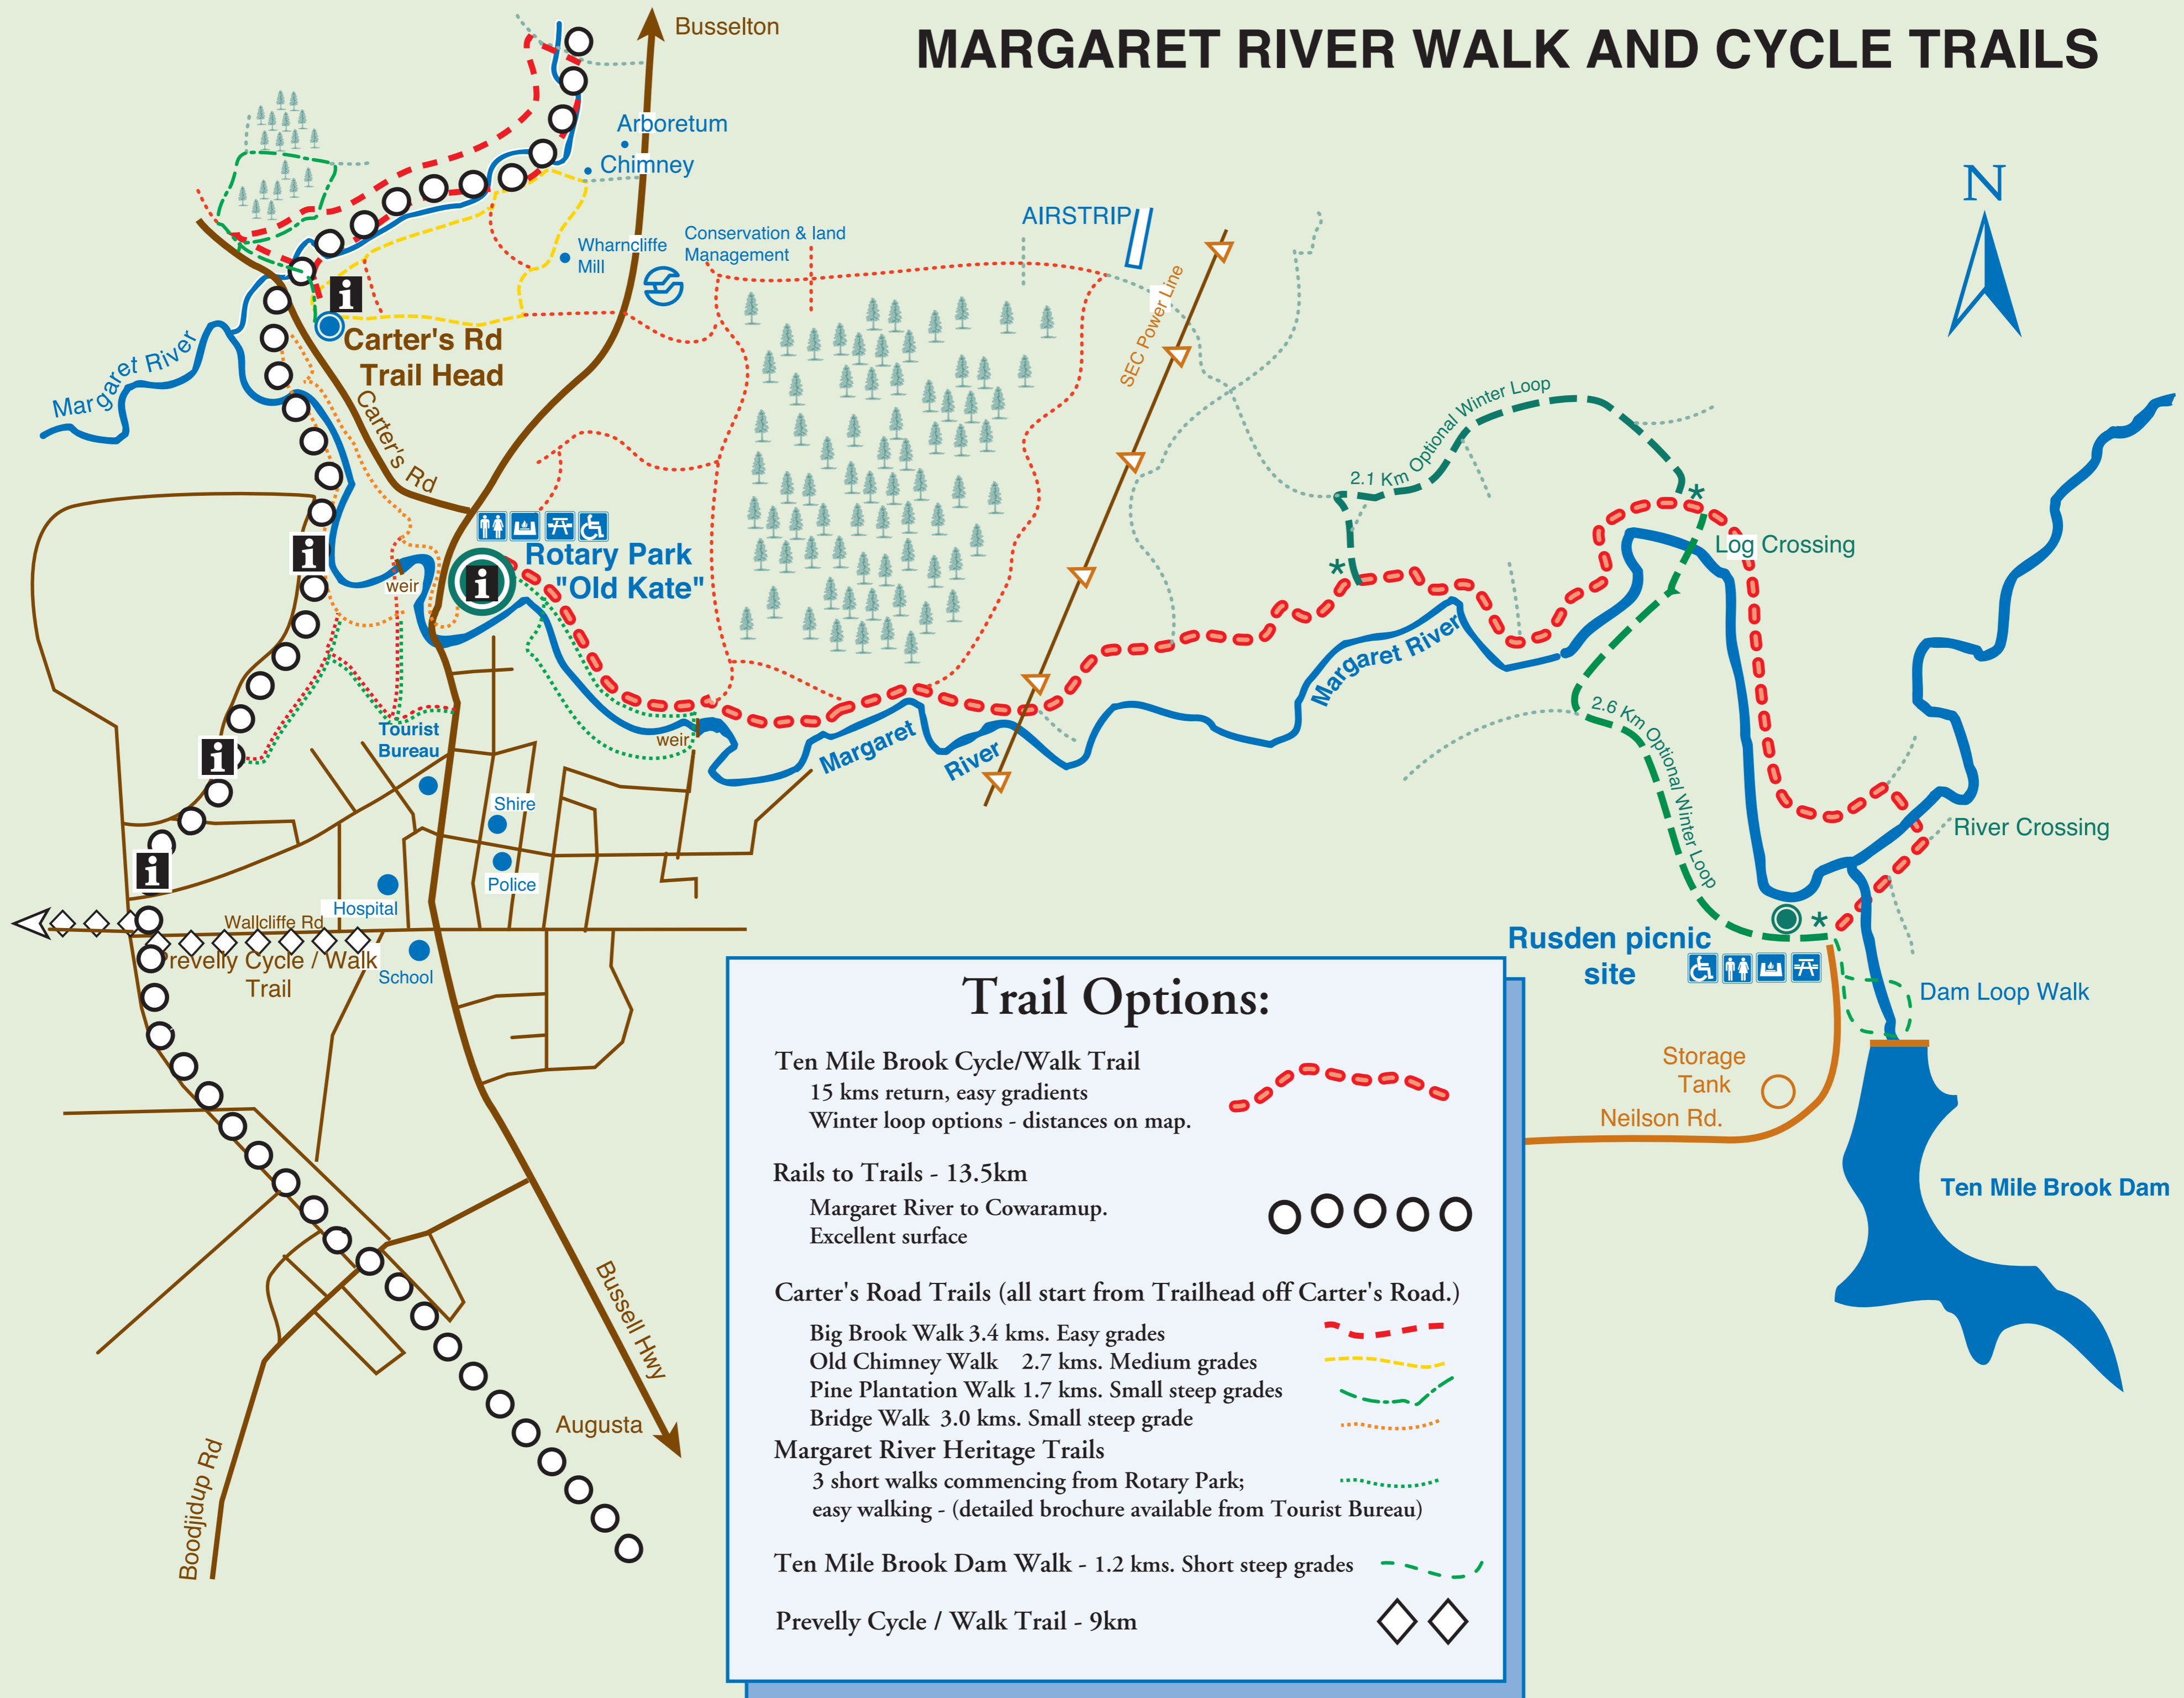 MARGARET RIVER WALK AND CYCLE TRAILS
Busselton
Arboretum
Chimney
Wharncliffe
Mill
Conservation & land
Management
AIRSTRIP
SEC Power Line
N
i
Carter's Rd
Trail Head
Margaret River
Carter's Rd
2.1 Km Optional Winter Loop
*
*
Log Crossing
i
Rotary Park
"Old Kate"
i
weir
Margaret River
2.6 Km Optional Winter Loop
Tourist
Bureau
weir
Margaret
River
i
Shire
River Crossing
Police
i
Hospital
Wallcliffe Rd
Prevelly Cycle / Walk
Trail
School
*
Rusden picnic
site
Dam Loop Walk
Storage
Tank
Neilson Rd.
Ten Mile Brook Dam
Bussell Hwy
Augusta
Boodjidup Rd
Trail Options:
Ten Mile Brook Cycle/Walk Trail
15 kms return, easy gradients
Winter loop options - distances on map.
Rails to Trails - 13.5km
Margaret River to Cowaramup.
Excellent surface
Carter's Road Trails (all start from Trailhead off Carter's Road.)
Big Brook Walk 3.4 kms. Easy grades
Old Chimney Walk 2.7 kms. Medium grades
Pine Plantation Walk 1.7 kms. Small steep grades
Bridge Walk 3.0 kms. Small steep grade
Margaret River Heritage Trails
3 short walks commencing from Rotary Park;
easy walking - (detailed brochure available from Tourist Bureau)
Ten Mile Brook Dam Walk - 1.2 kms. Short steep grades
Prevelly Cycle / Walk Trail - 9km